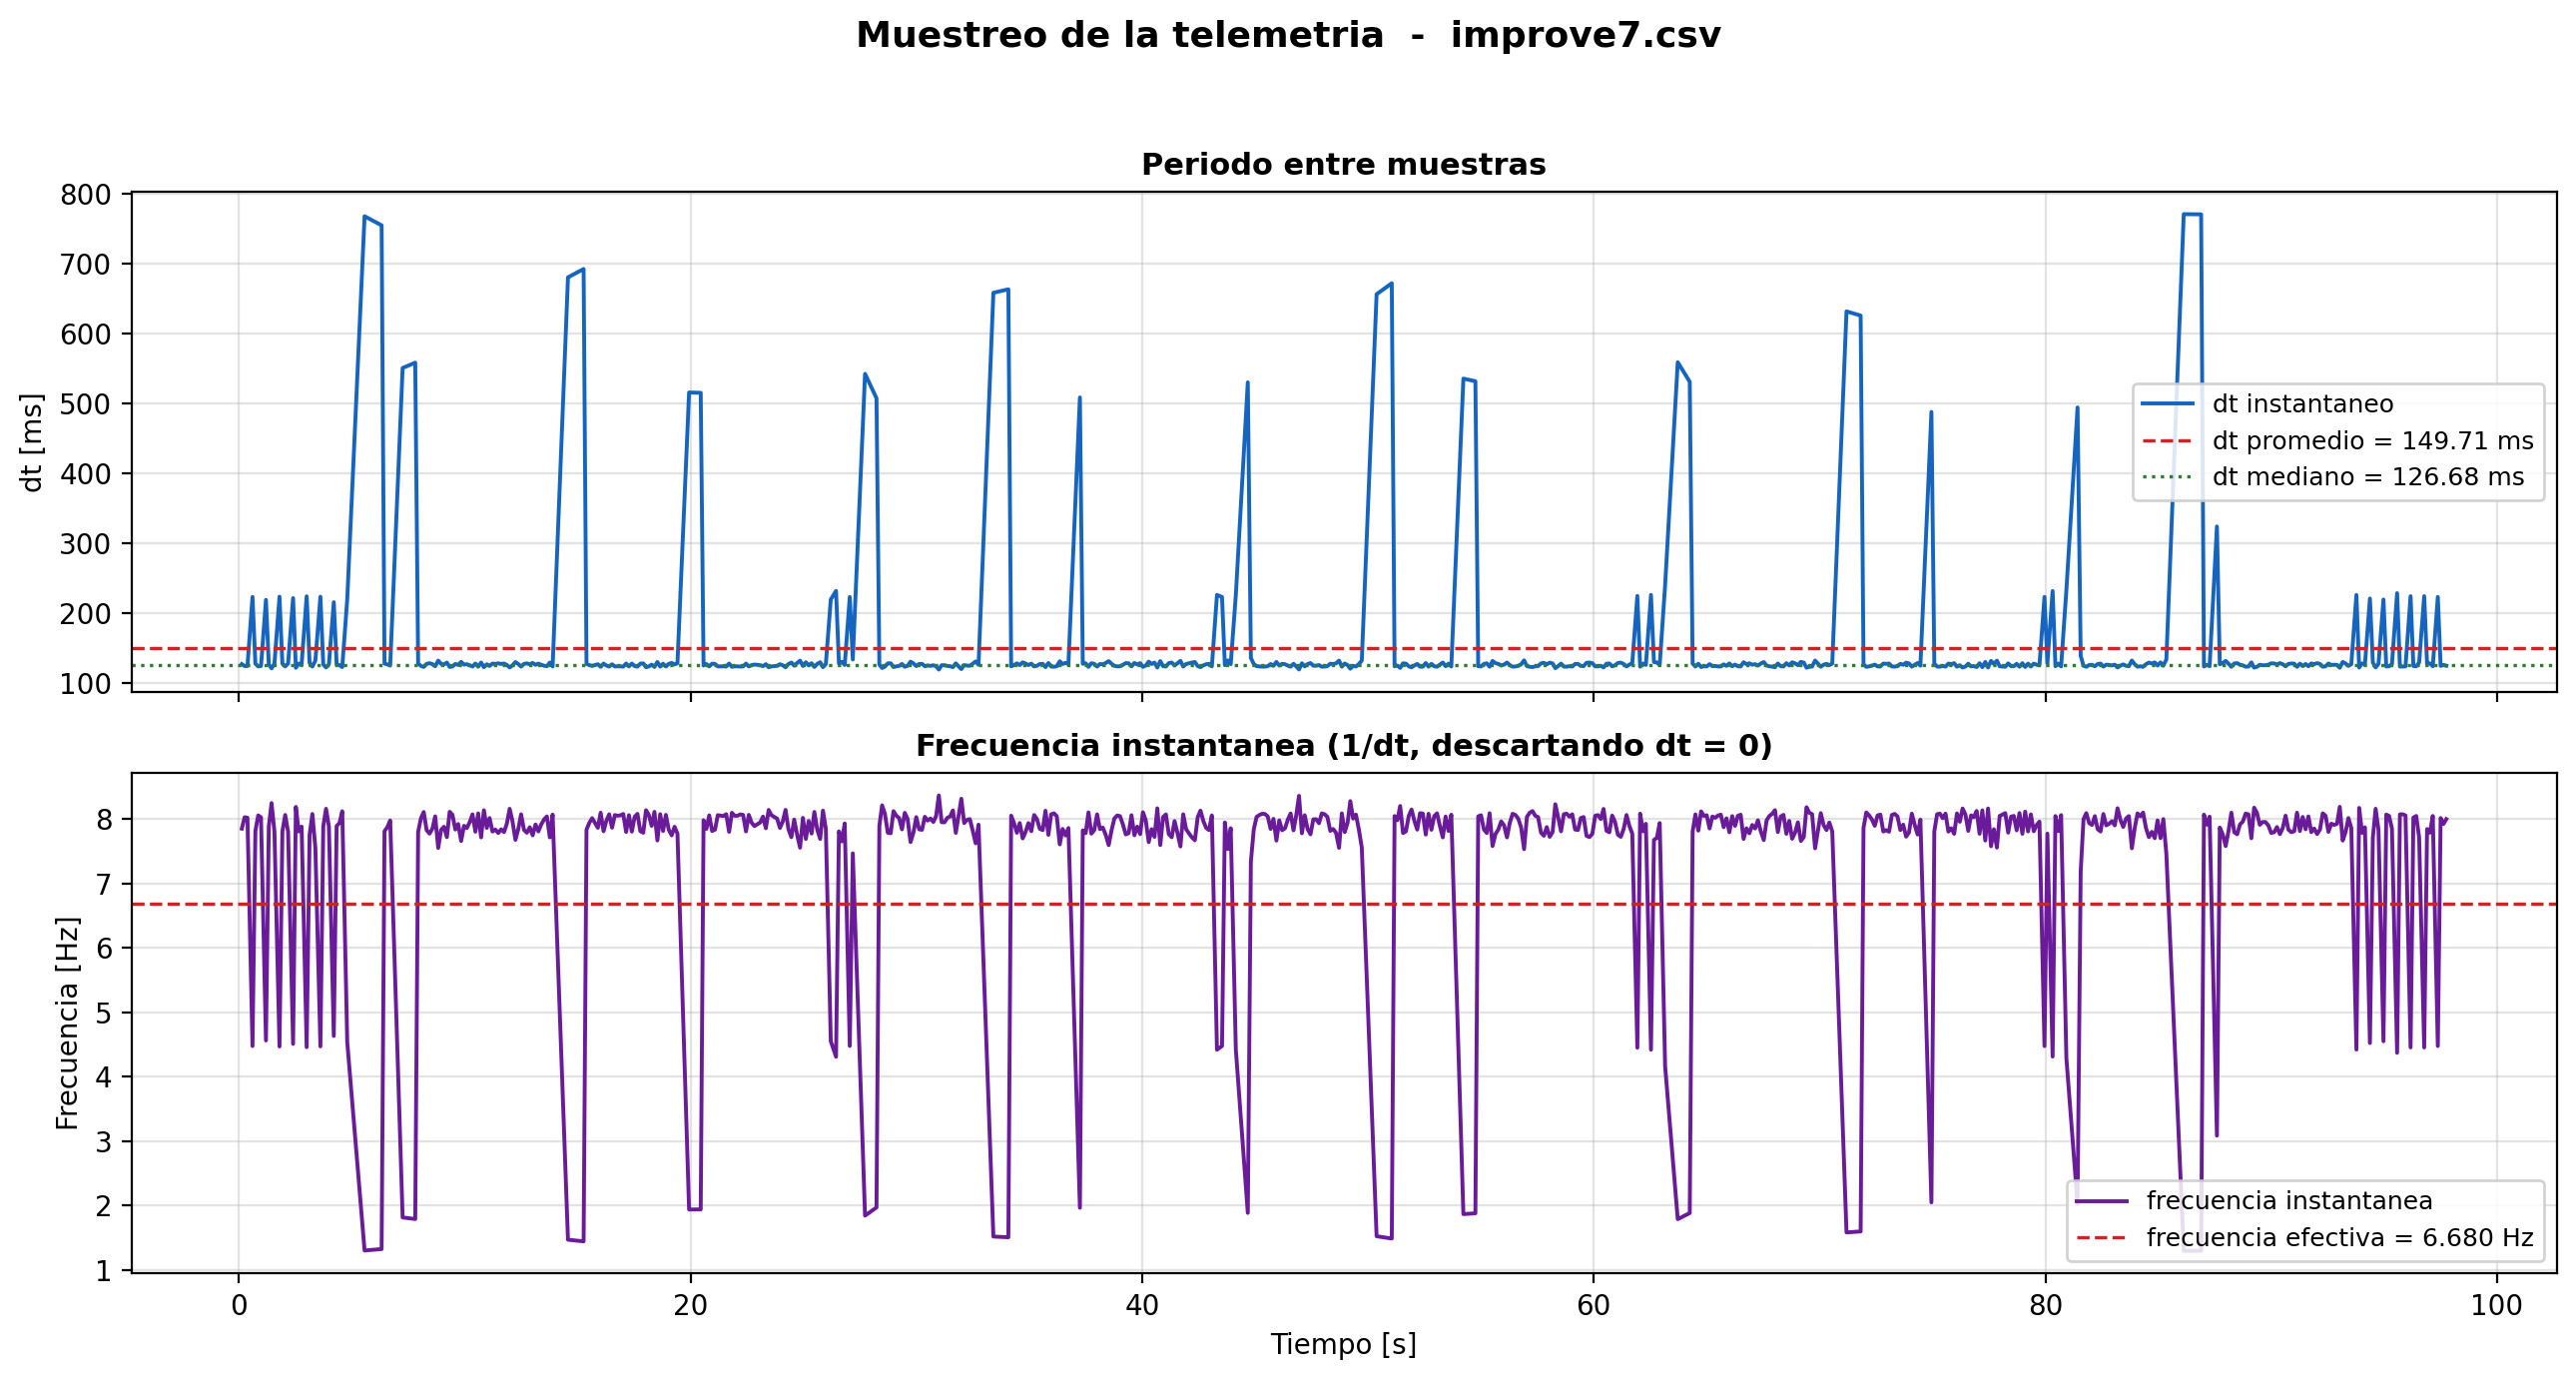 Muestreo de la telemetria  -  improve7.csv
Periodo entre muestras
800
700
600
500
400
300
200
100
dt [ms]
dt instantaneo
dt promedio = 149.71 ms
dt mediano = 126.68 ms
Frecuencia instantanea (1/dt, descartando dt = 0)
8
7
6
5
4
3
2
1
Frecuencia [Hz]
frecuencia instantanea
frecuencia efectiva = 6.680 Hz
0 20 40 60 80 100
Tiempo [s]